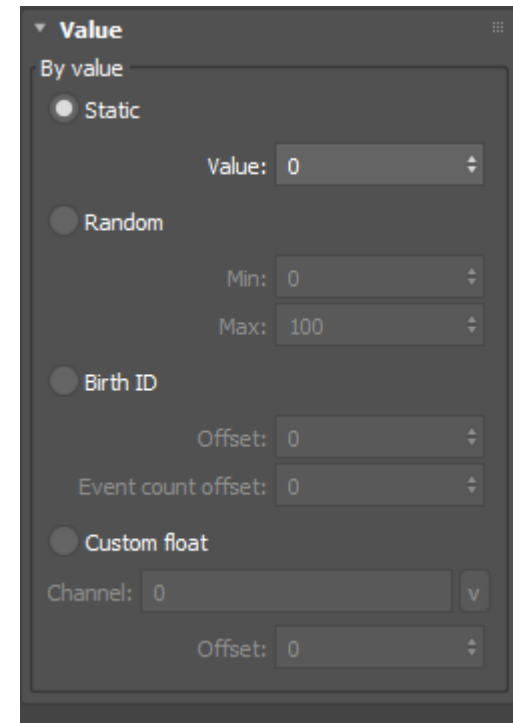 Value
By value
Static
Value: 0
Random
Min: 0
Max: 100
Birth ID
Offset: 0
Event count offset: 0
Custom float
Channel: 0 v
Offset: 0